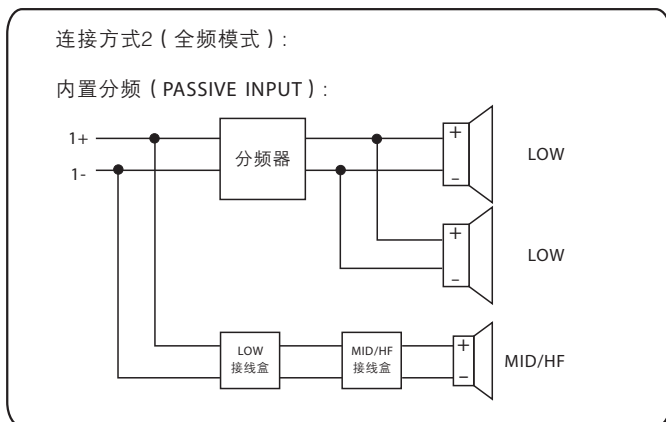 连接方式2 ( 全频模式 ) :
内置分频 ( PASSIVE INPUT ) :
1+
1-
分频器
+
-
LOW
+
-
LOW
LOW
接线盒
MID/HF
接线盒
+
-
MID/HF